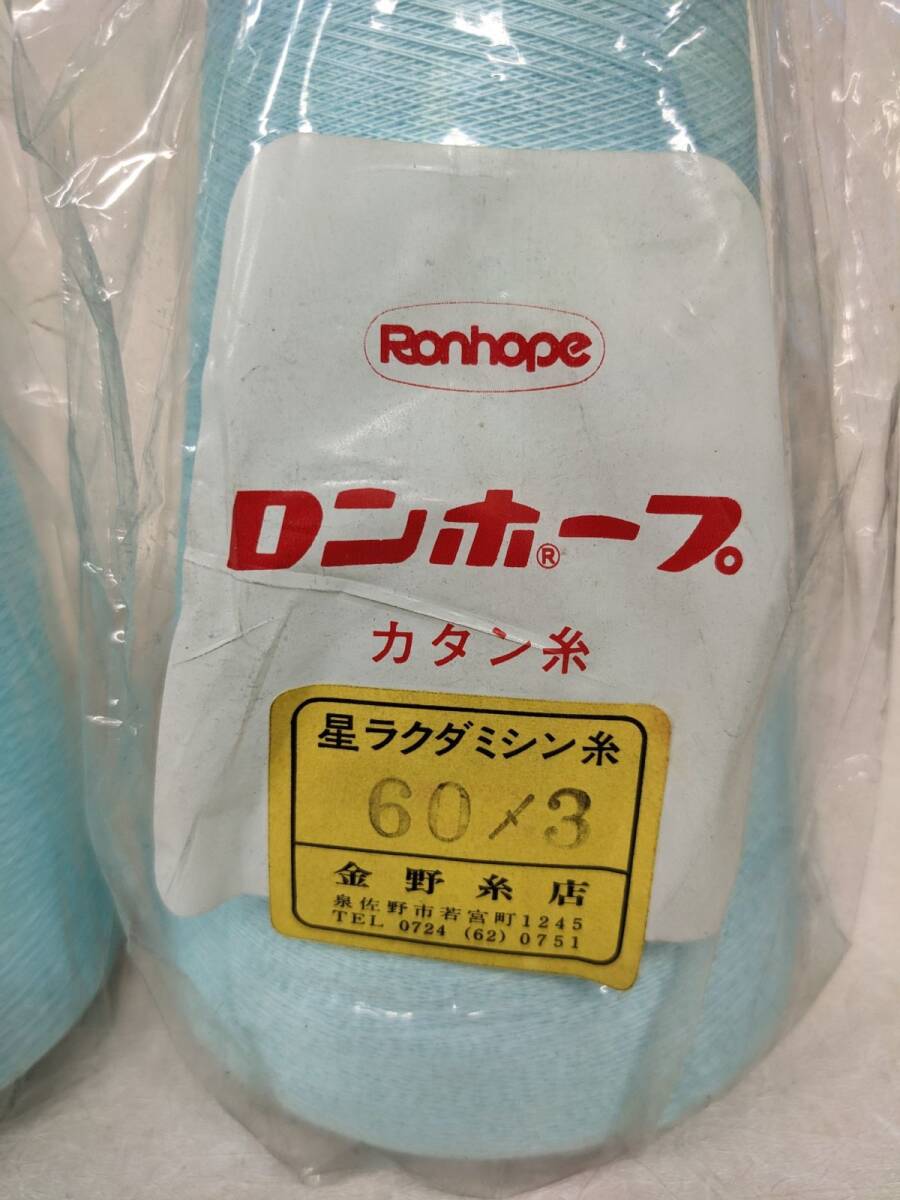 Ronhope
ロンホープ®
カタン糸
星ラクダミシン糸
60/3
金野糸店
泉佐野市若宮町1245
TEL 0724 (62) 0751